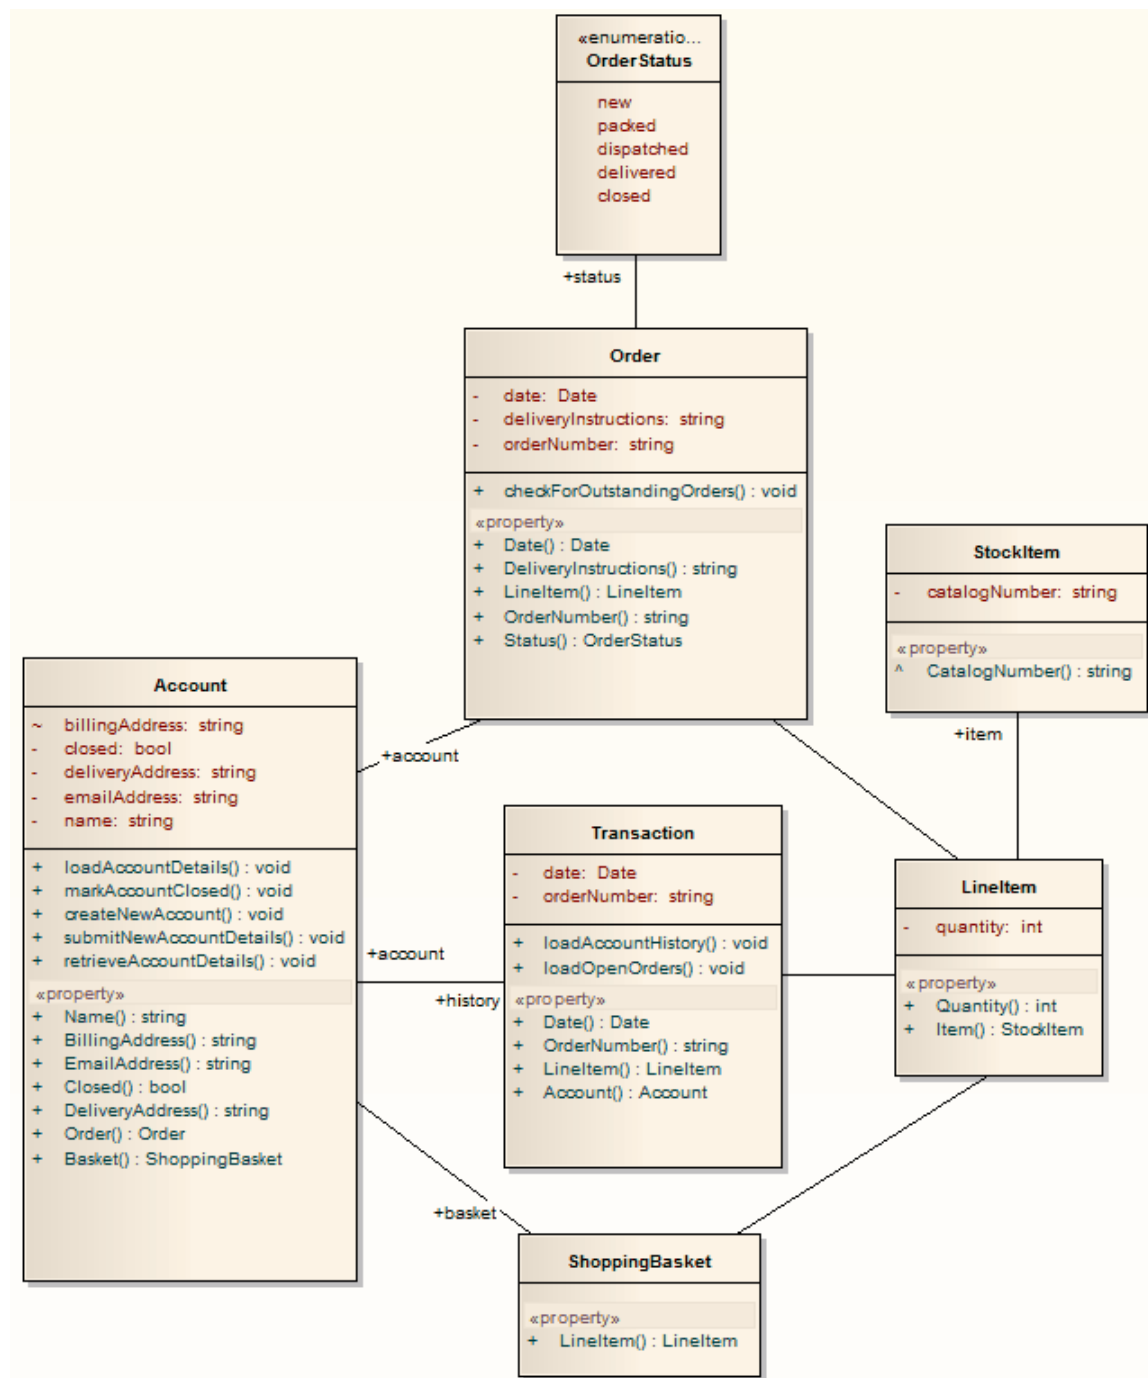 «enumeratio...
OrderStatus
new
packed
dispatched
delivered
closed
+status
Order
- date: Date
- deliveryInstructions: string
- orderNumber: string
+ checkForOutstandingOrders() : void
«property»
+ Date() : Date
+ DeliveryInstructions() : string
+ LineItem() : LineItem
+ OrderNumber() : string
+ Status() : OrderStatus
StockItem
- catalogNumber: string
«property»
^ CatalogNumber() : string
+item
Account
~ billingAddress: string
- closed: bool
- deliveryAddress: string
- emailAddress: string
- name: string
+ loadAccountDetails() : void
+ markAccountClosed() : void
+ createNewAccount() : void
+ submitNewAccountDetails() : void
+ retrieveAccountDetails() : void
«property»
+ Name() : string
+ BillingAddress() : string
+ EmailAddress() : string
+ Closed() : bool
+ DeliveryAddress() : string
+ Order() : Order
+ Basket() : ShoppingBasket
+account
+account
+history
Transaction
- date: Date
- orderNumber: string
+ loadAccountHistory() : void
+ loadOpenOrders() : void
«property»
+ Date() : Date
+ OrderNumber() : string
+ LineItem() : LineItem
+ Account() : Account
LineItem
- quantity: int
«property»
+ Quantity() : int
+ Item() : StockItem
+basket
ShoppingBasket
«property»
+ LineItem() : LineItem